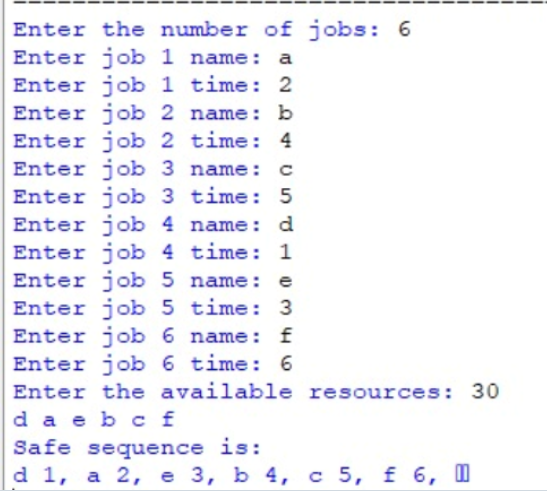 Enter the number of jobs: 6
Enter job 1 name: a
Enter job 1 time: 2
Enter job 2 name: b
Enter job 2 time: 4
Enter job 3 name: c
Enter job 3 time: 5
Enter job 4 name: d
Enter job 4 time: 1
Enter job 5 name: e
Enter job 5 time: 3
Enter job 6 name: f
Enter job 6 time: 6
Enter the available resources: 30
d a e b c f
Safe sequence is:
d 1, a 2, e 3, b 4, c 5, f 6,